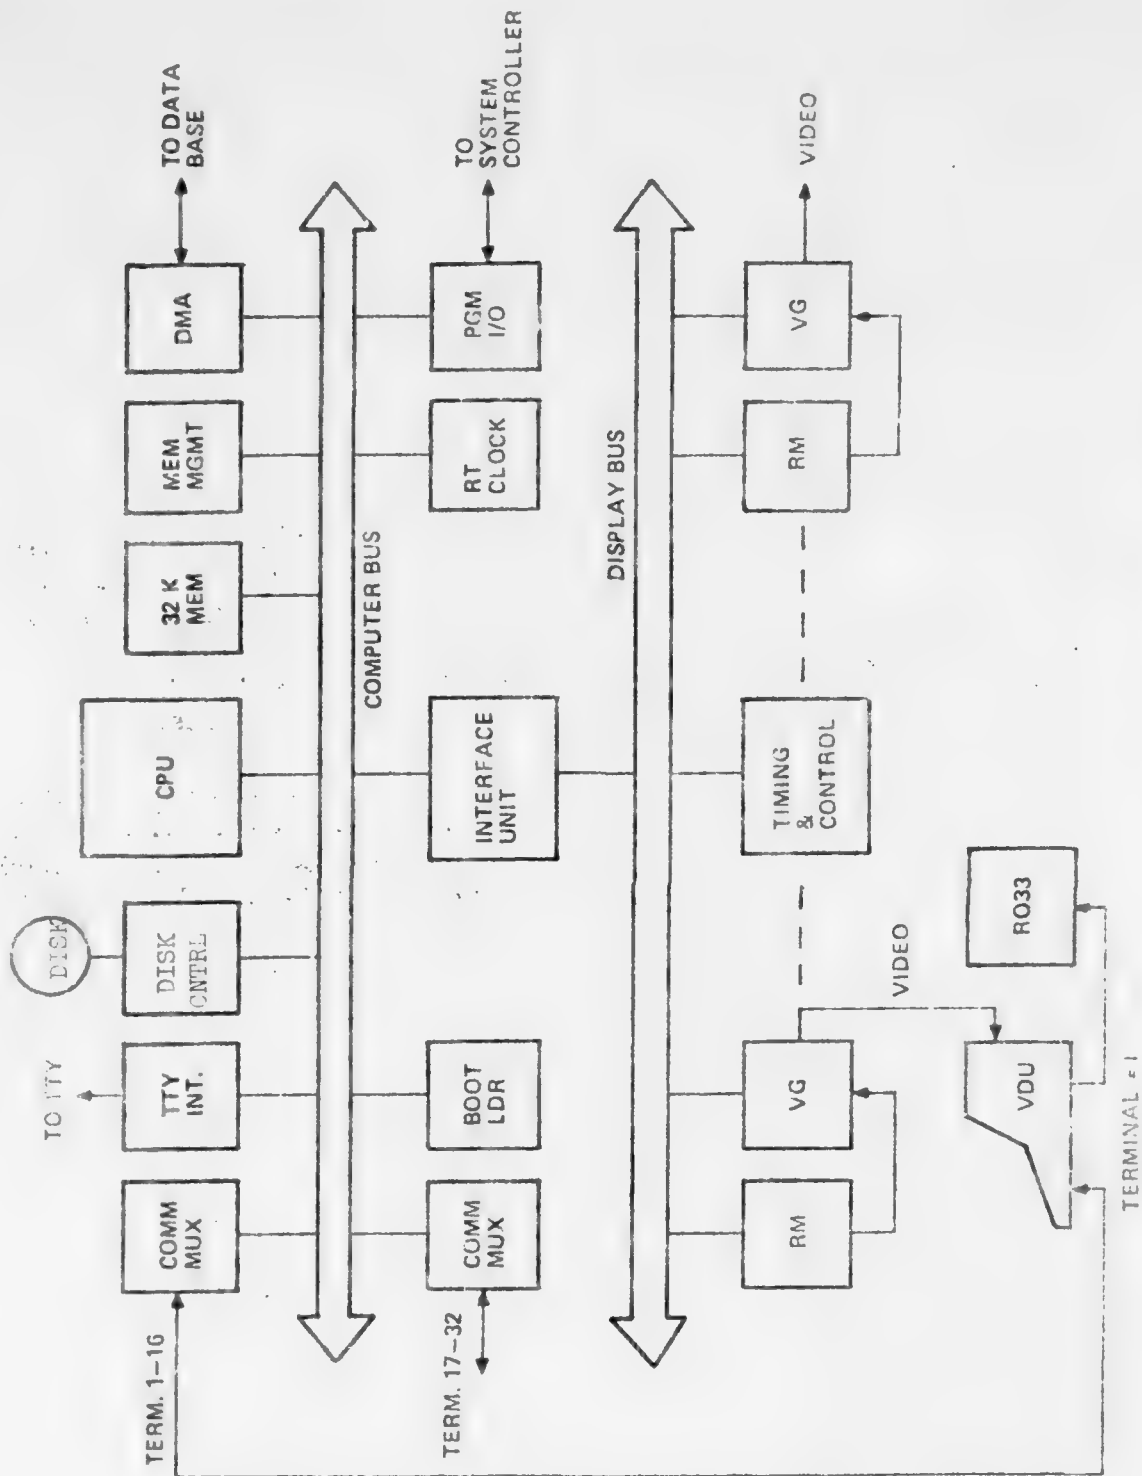 TERM. 1-16
COMM
MUX
TO TTY
TTY
INT.
DISK
DISK
CNTRL
CPU
32 K
MEM
MEM
MGMT
DMA
TO DATA
BASE
COMPUTER BUS
TERM. 17-32
COMM
MUX
BOOT
LDR
INTERFACE
UNIT
RT
CLOCK
PGM
I/O
TO
SYSTEM
CONTROLLER
DISPLAY BUS
RM
VG
TIMING
&
CONTROL
RM
VG
VIDEO
VIDEO
VDU
RO33
TERMINAL #1